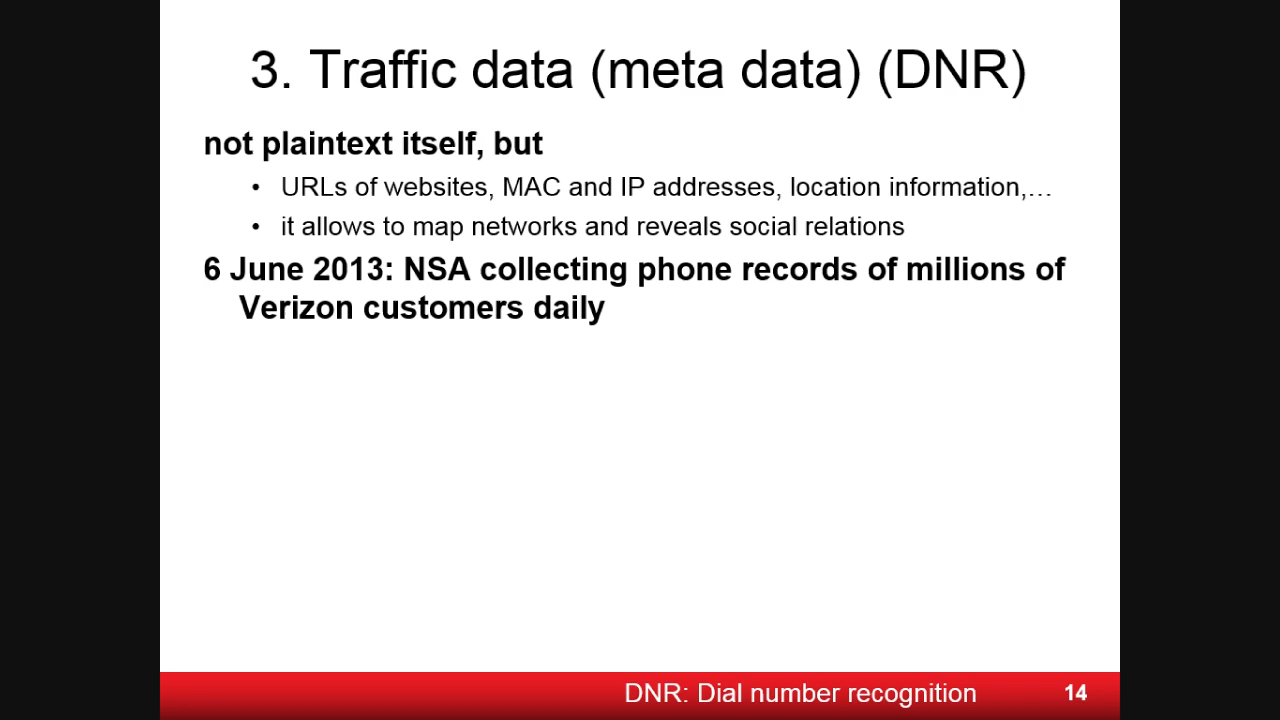 3. Traffic data (meta data) (DNR)
not plaintext itself, but
• URLs of websites, MAC and IP addresses, location information,…
• it allows to map networks and reveals social relations
6 June 2013: NSA collecting phone records of millions of
Verizon customers daily
DNR: Dial number recognition 14